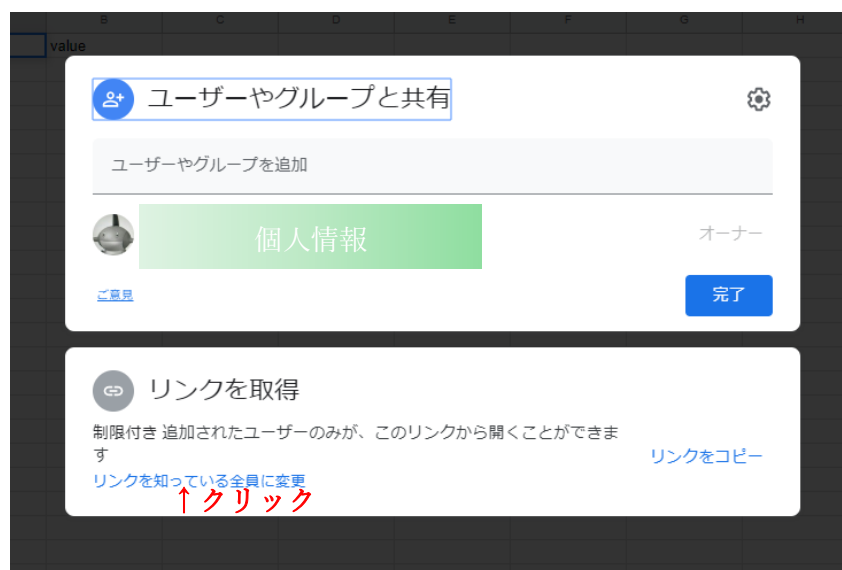 B C D E F G H
value
ユーザーやグループと共有
ユーザーやグループを追加
個人情報
オーナー
ご意見
完了
リンクを取得
制限付き 追加されたユーザーのみが、このリンクから開くことができま
す
リンクをコピー
リンクを知っている全員に変更
↑クリック